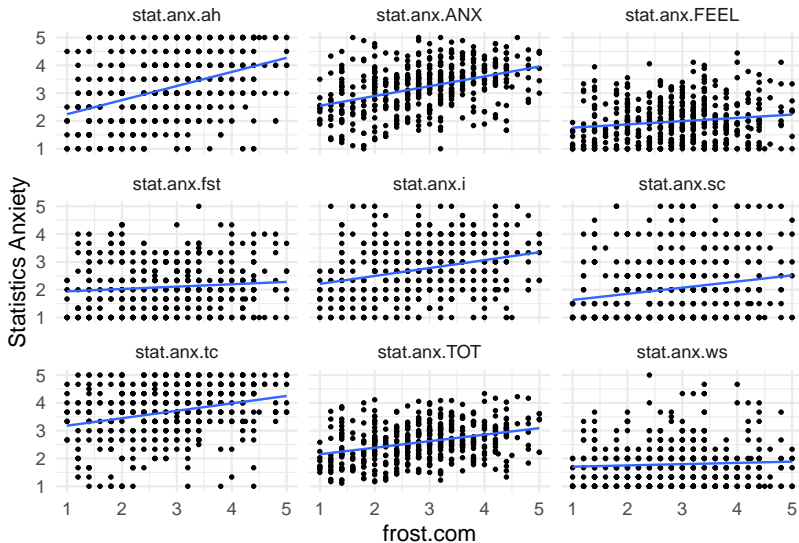 stat.anx.ah stat.anx.ANX stat.anx.FEEL
5
4
3
2
1
stat.anx.fst stat.anx.i stat.anx.sc
5
4
3
2
1
Statistics Anxiety
stat.anx.tc stat.anx.TOT stat.anx.ws
5
4
3
2
1
1 2 3 4 5 1 2 3 4 5 1 2 3 4 5
frost.com